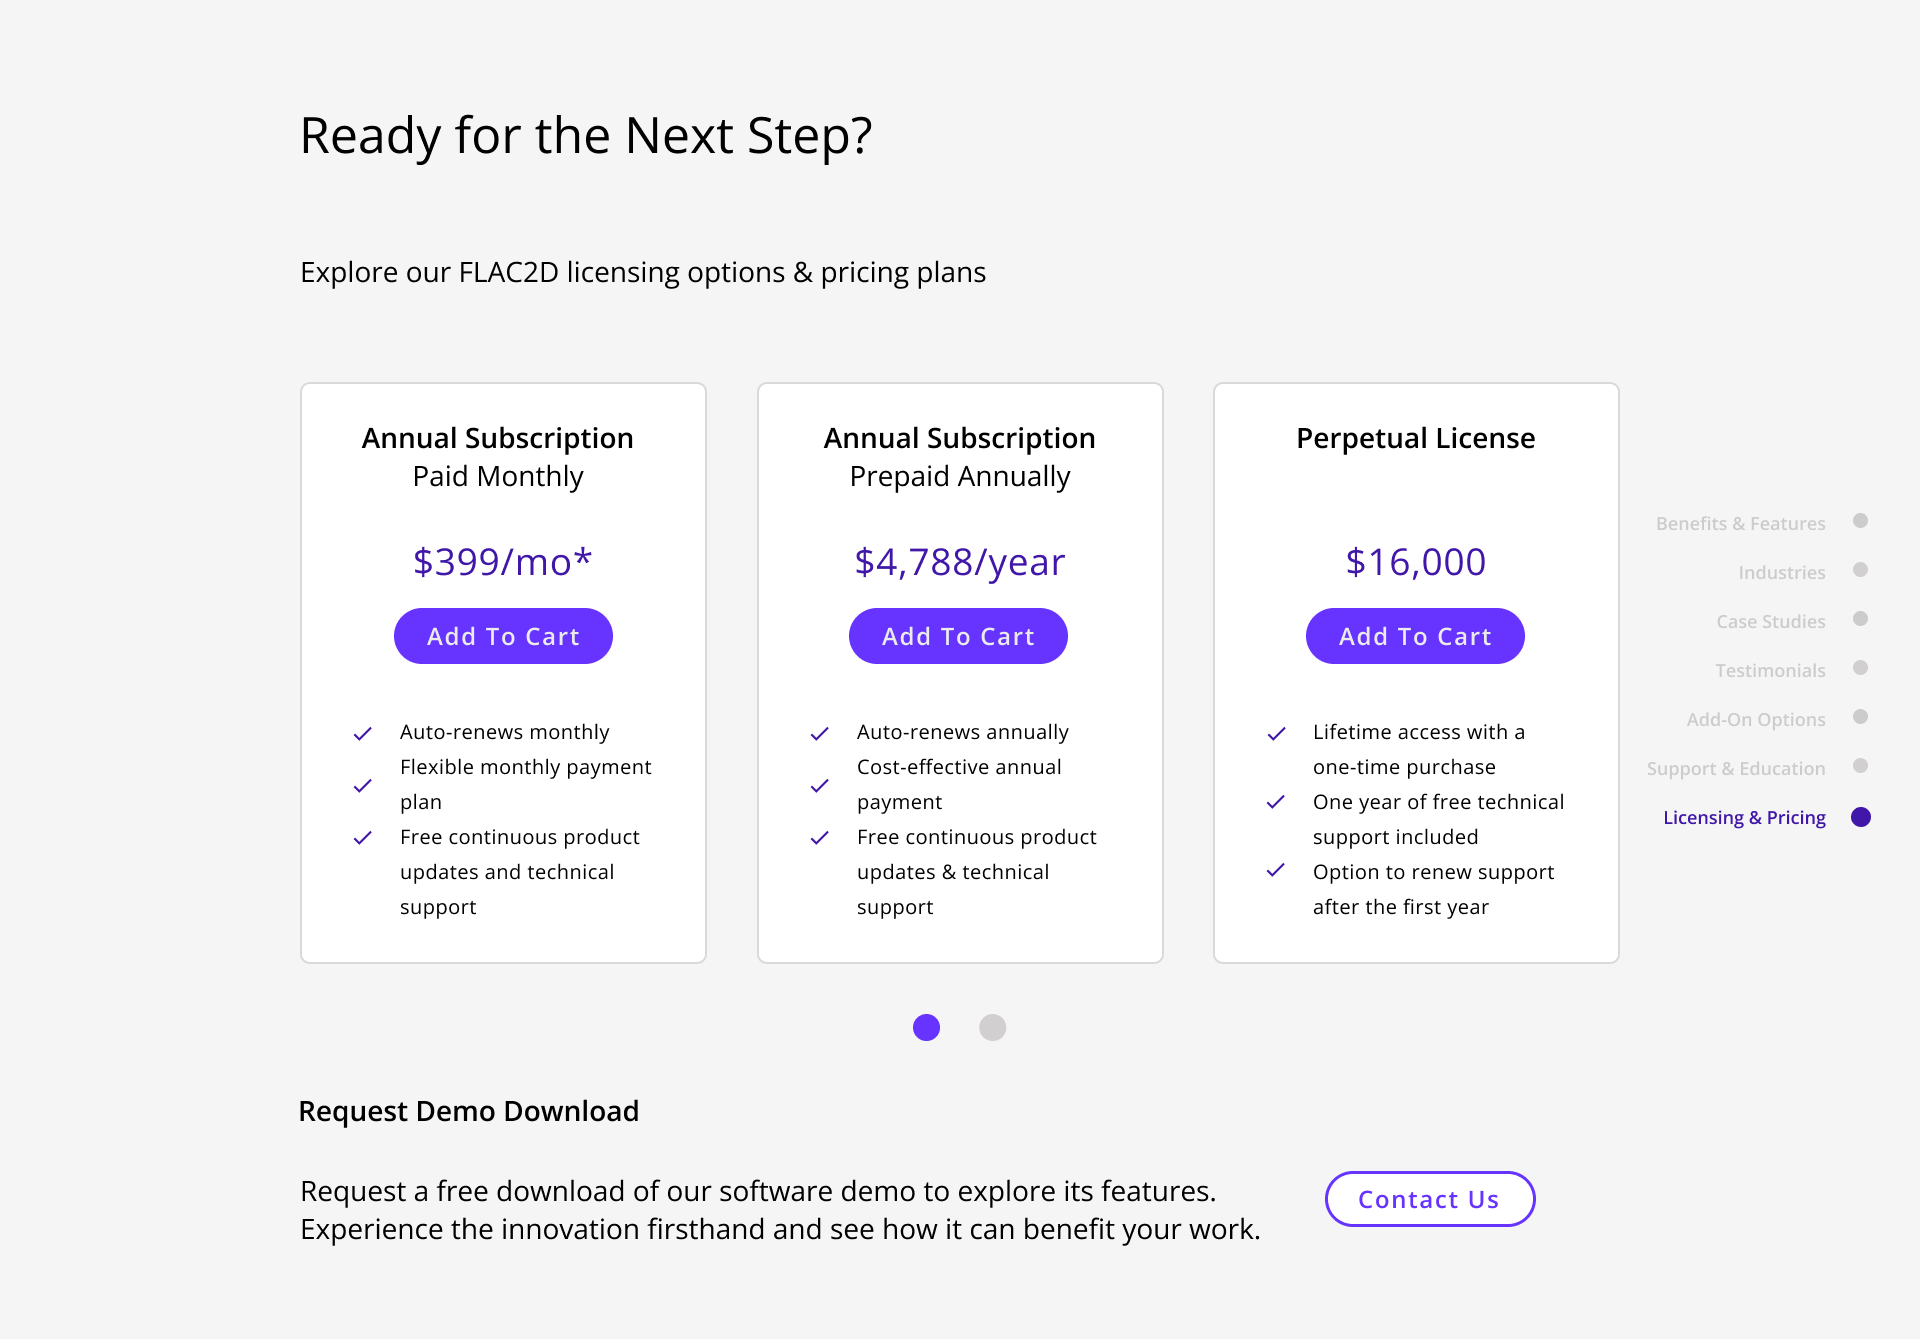 Ready for the Next Step?
Explore our FLAC2D licensing options & pricing plans
Annual Subscription
Paid Monthly
$399/mo*
Add To Cart
Auto-renews monthly
Flexible monthly payment
plan
Free continuous product
updates and technical
support
Annual Subscription
Prepaid Annually
$4,788/year
Add To Cart
Auto-renews annually
Cost-effective annual
payment
Free continuous product
updates & technical
support
Perpetual License
$16,000
Add To Cart
Lifetime access with a
one-time purchase
One year of free technical
support included
Option to renew support
after the first year
Benefits & Features
Industries
Case Studies
Testimonials
Add-On Options
Support & Education
Licensing & Pricing
Request Demo Download
Request a free download of our software demo to explore its features.
Experience the innovation firsthand and see how it can benefit your work.
Contact Us